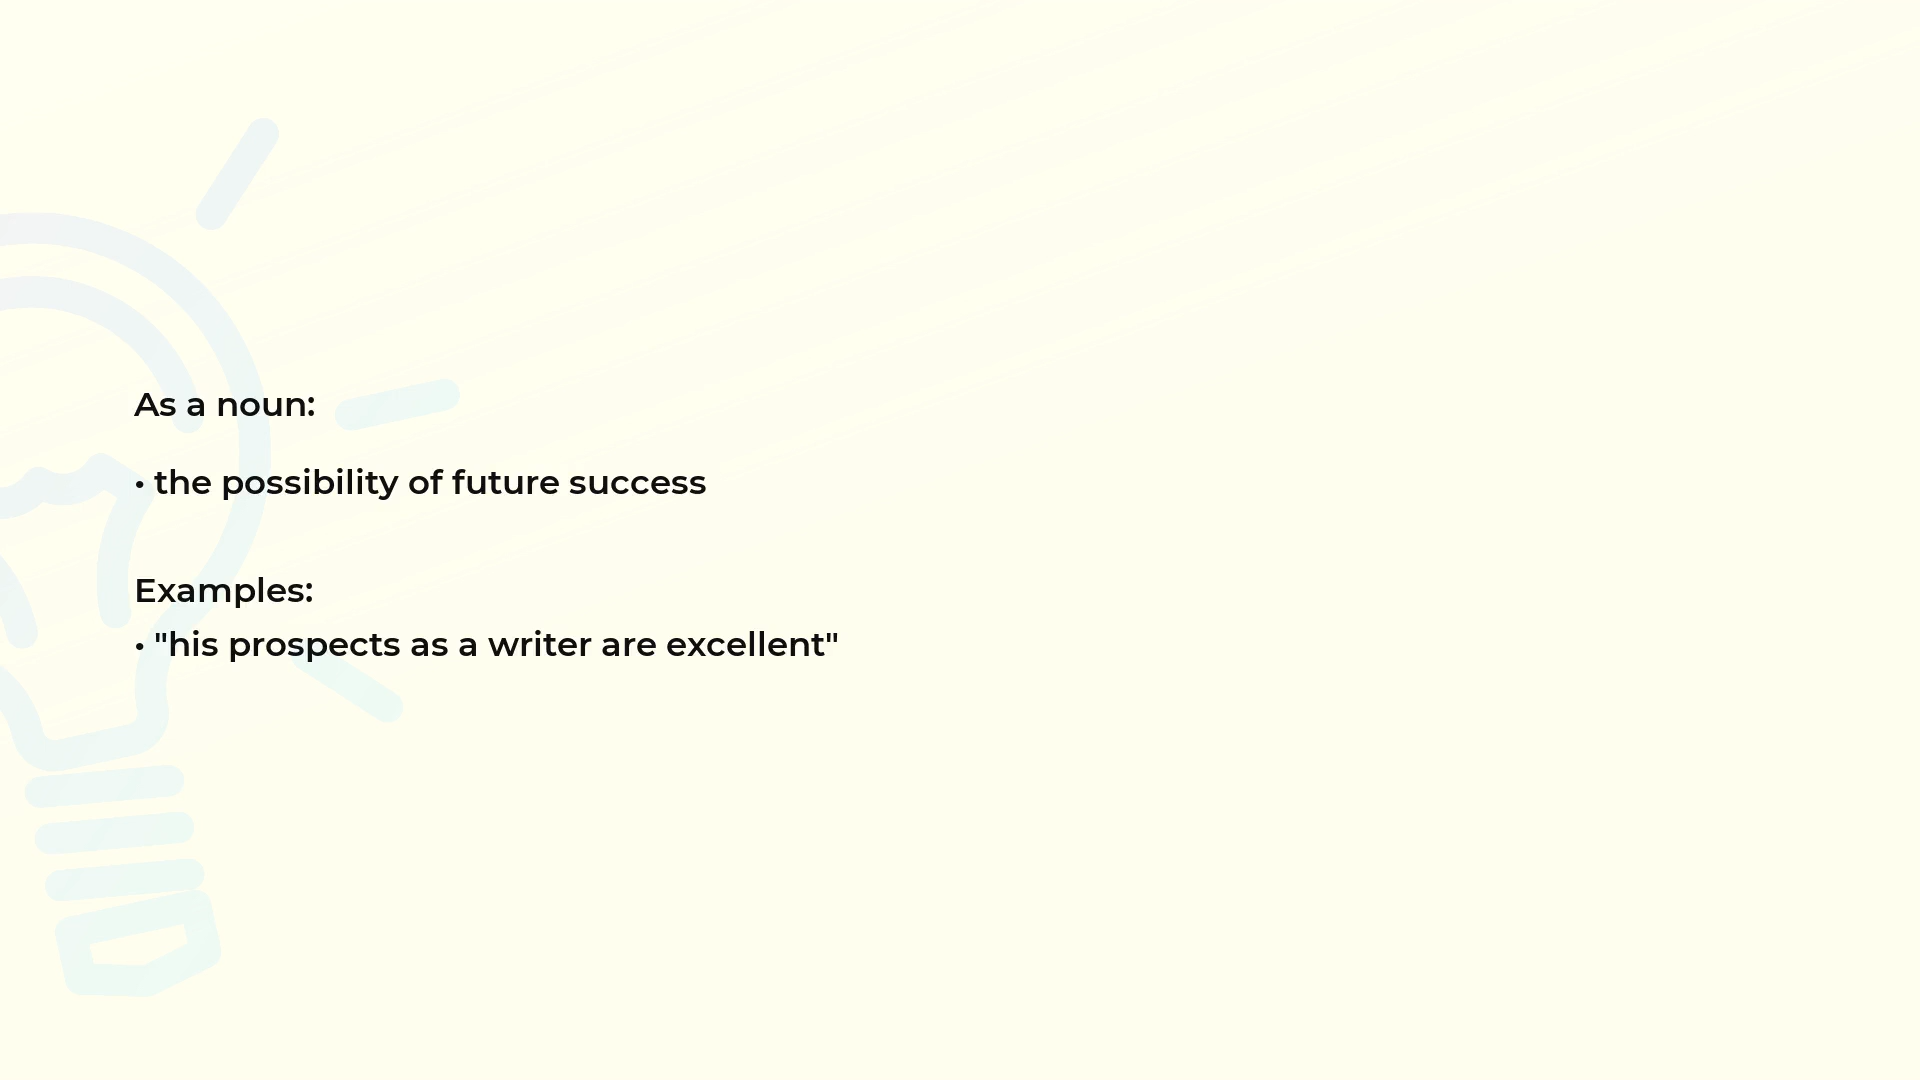 As a noun:
• the possibility of future success
Examples:
• "his prospects as a writer are excellent"